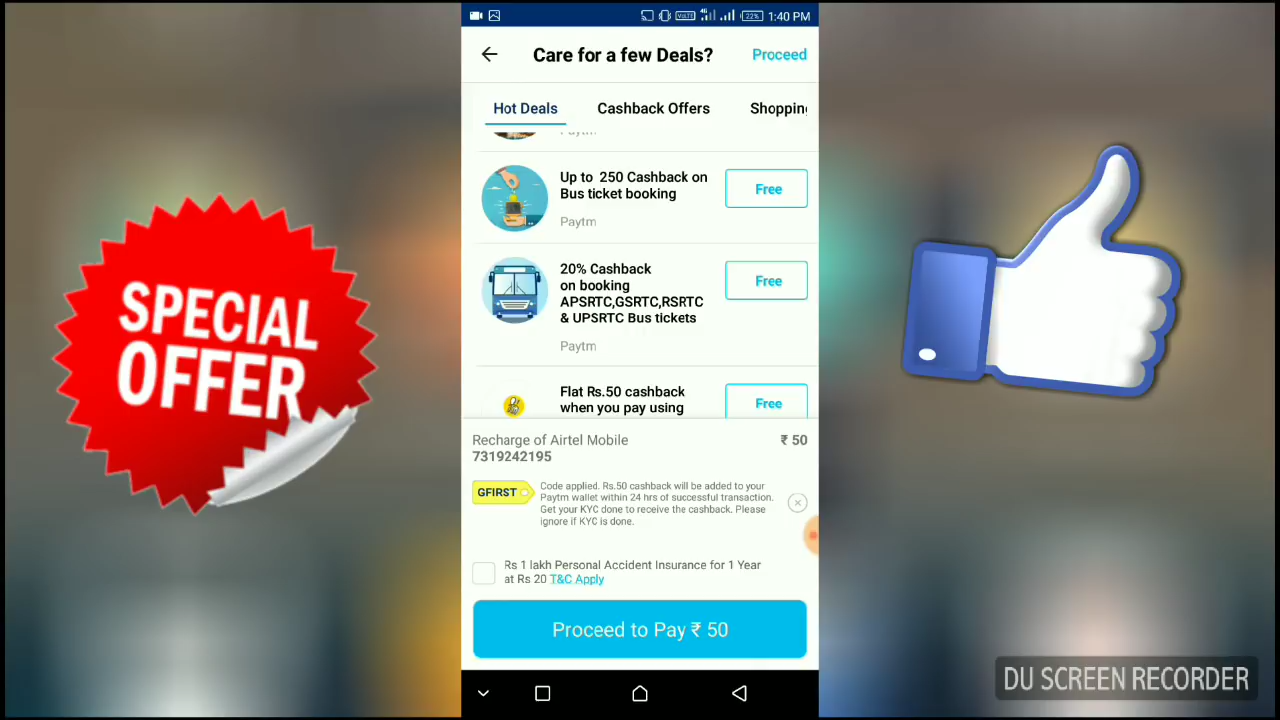 1:40 PM
22%
VoLTE
4G
Care for a few Deals?
Proceed
Hot Deals
Cashback Offers
Shopping
Paytm
Up to 250 Cashback on
Bus ticket booking
Free
Paytm
20% Cashback
on booking
APSRTC,GSRTC,RSRTC
& UPSRTC Bus tickets
Free
Paytm
Flat Rs.50 cashback
when you pay using
Free
Recharge of Airtel Mobile
₹ 50
7319242195
GFIRST
Code applied. Rs.50 cashback will be added to your
Paytm wallet within 24 hrs of successful transaction.
Get your KYC done to receive the cashback. Please
ignore if KYC is done.
Rs 1 lakh Personal Accident Insurance for 1 Year
at Rs 20 T&C Apply
Proceed to Pay ₹ 50
SPECIAL
OFFER
DU SCREEN RECORDER